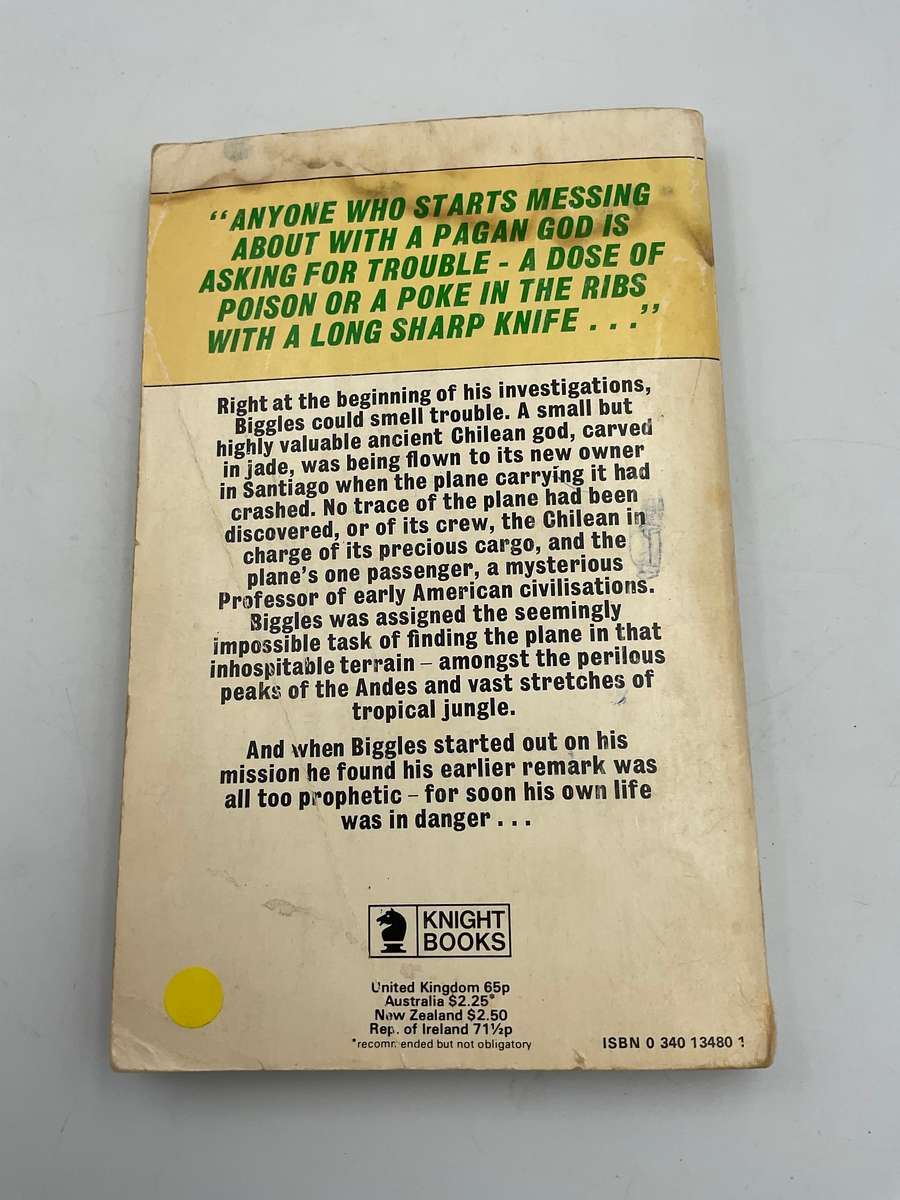 “ANYONE WHO STARTS MESSING
ABOUT WITH A PAGAN GOD IS
ASKING FOR TROUBLE - A DOSE OF
POISON OR A POKE IN THE RIBS
WITH A LONG SHARP KNIFE . . .”
Right at the beginning of his investigations,
Biggles could smell trouble. A small but
highly valuable ancient Chilean god, carved
in jade, was being flown to its new owner
in Santiago when the plane carrying it had
crashed. No trace of the plane had been
discovered, or of its crew, the Chilean in
charge of its precious cargo, and the
plane’s one passenger, a mysterious
Professor of early American civilisations.
Biggles was assigned the seemingly
impossible task of finding the plane in that
inhospitable terrain – amongst the perilous
peaks of the Andes and vast stretches of
tropical jungle.
And when Biggles started out on his
mission he found his earlier remark was
all too prophetic – for soon his own life
was in danger . . .
KNIGHT
BOOKS
United Kingdom 65p
Australia $2.25*
New Zealand $2.50
Rep. of Ireland 71½p
*recommended but not obligatory
ISBN 0 340 13480 1